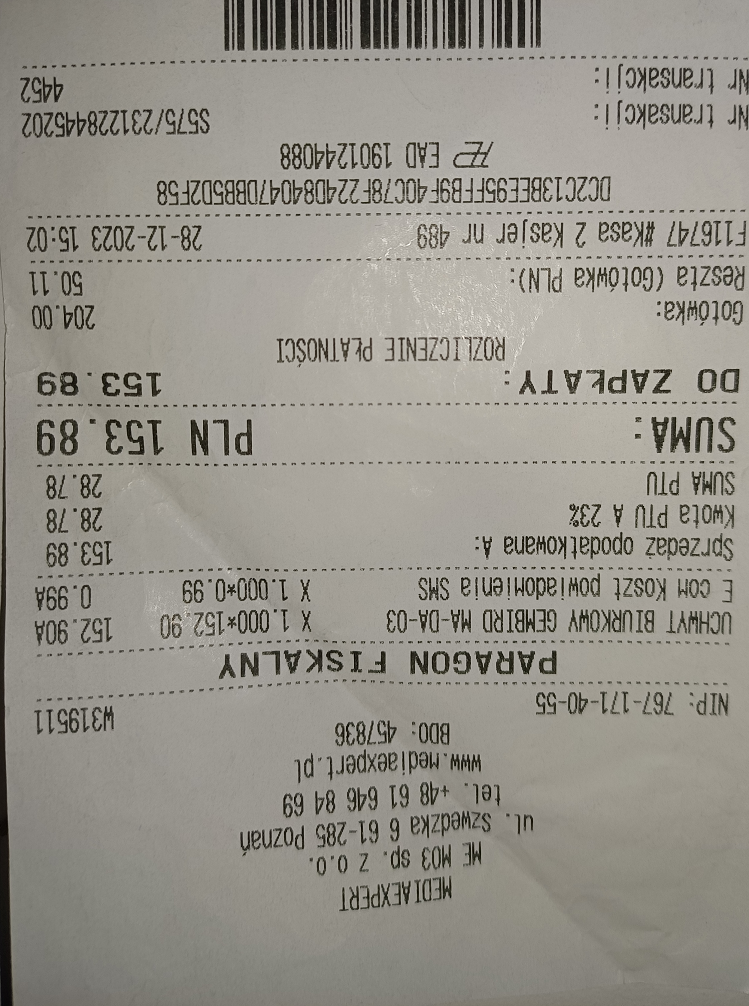 MEDIAEXPERT
ME M03 sp. z o.o.
ul. Szwedzka 6 61-285 Poznań
tel. +48 61 646 84 69
www.mediaexpert.pl
BDO: 457836
NIP: 767-171-40-55 W319511
PARAGON FISKALNY
UCHWYT BIURKOWY GEMBIRD MA-DA-03 X 1.000*152.90 152.90A
E COM Koszt powiadomienia SMS X 1.000*0.99 0.99A
Sprzedaż opodatkowana A: 153.89
Kwota PTU A 23% 28.78
SUMA PTU 28.78
SUMA: PLN 153.89
DO ZAPŁATY: 153.89
ROZLICZENIE PŁATNOŚCI
Gotówka: 204.00
Reszta (Gotówka PLN): 50.11
F116747 #Kasa 2 Kasjer nr 489 28-12-2023 15:02
DC2C13BEE95FFB9F40C78F224D84047DBB5D2F58
EAD 1901244088
Nr transakcji: S575/231228445202
Nr transakcji: 4452